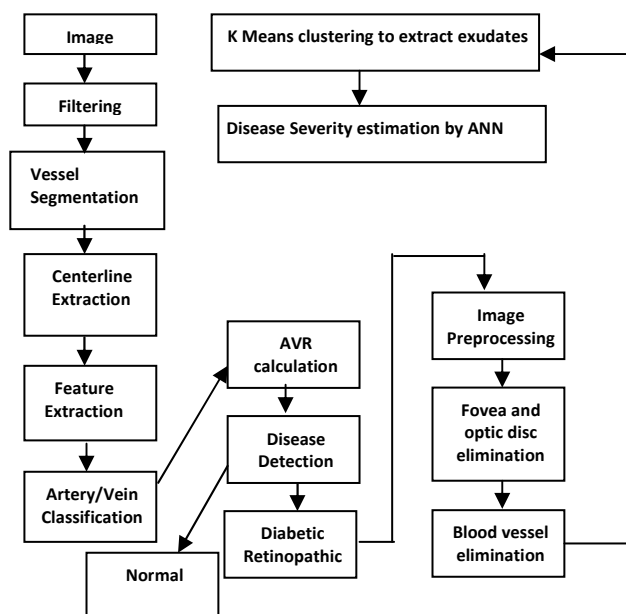 Image
Filtering
Vessel
Segmentation
Centerline
Extraction
Feature
Extraction
Artery/Vein
Classification
AVR
calculation
Disease
Detection
Normal
Diabetic
Retinopathic
Image
Preprocessing
Fovea and
optic disc
elimination
Blood vessel
elimination
K Means clustering to extract exudates
Disease Severity estimation by ANN